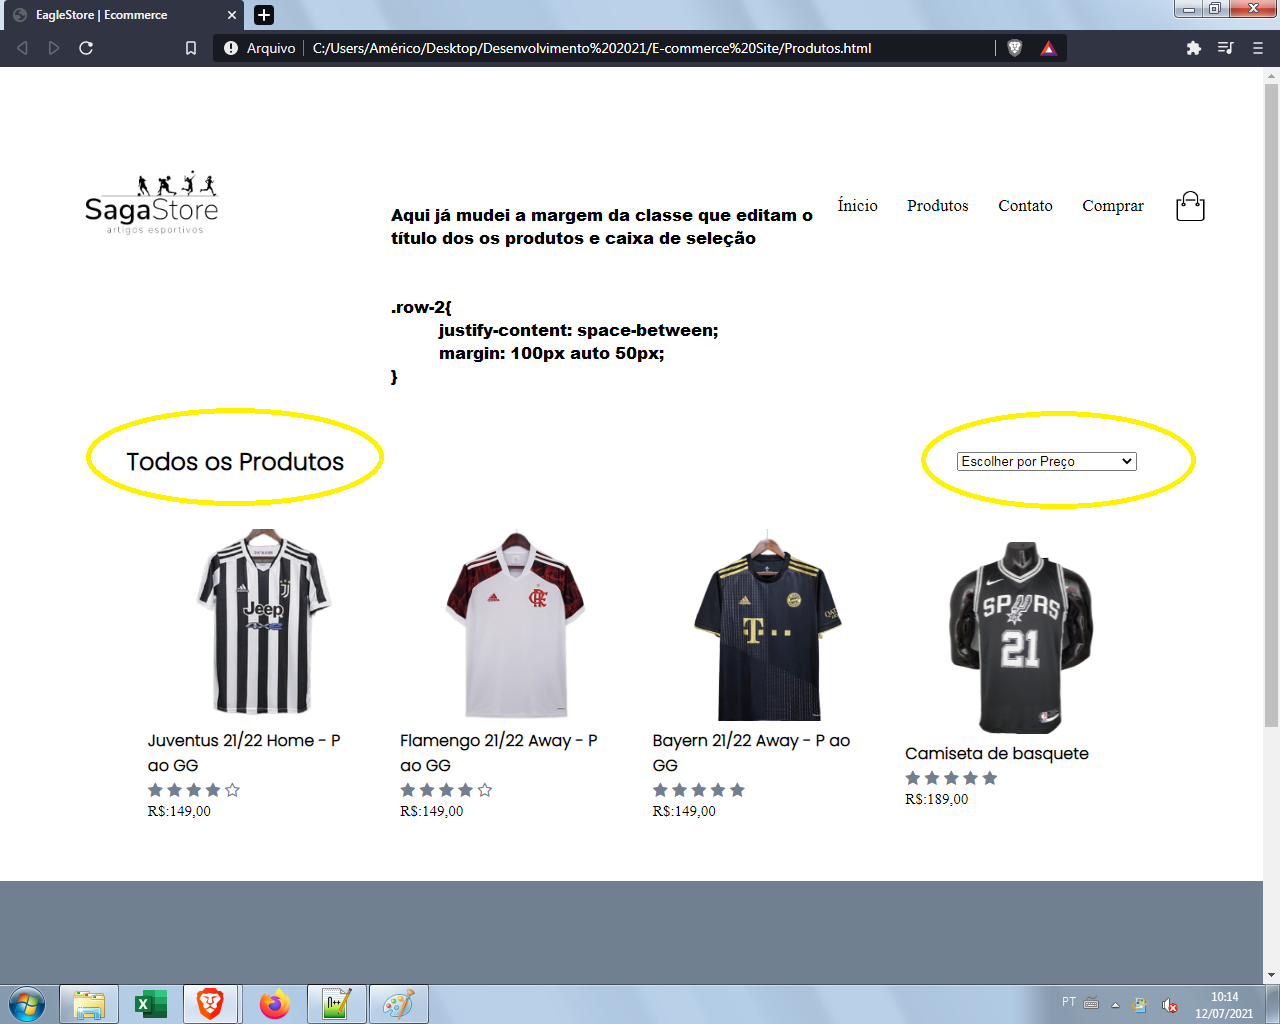 EagleStore | Ecommerce
Arquivo
C:/Users/Américo/Desktop/Desenvolvimento%202021/E-commerce%20Site/Produtos.html
SagaStore
artigos esportivos
Ínicio
Produtos
Contato
Comprar
Aqui já mudei a margem da classe que editam o
título dos os produtos e caixa de seleção
.row-2{
justify-content: space-between;
margin: 100px auto 50px;
}
Todos os Produtos
Escolher por Preço
Jeep
SPURS
21
Juventus 21/22 Home - P
ao GG
R$:149,00
Flamengo 21/22 Away - P
ao GG
R$:149,00
Bayern 21/22 Away - P ao
GG
R$:149,00
Camiseta de basquete
R$:189,00
PT
10:14
12/07/2021